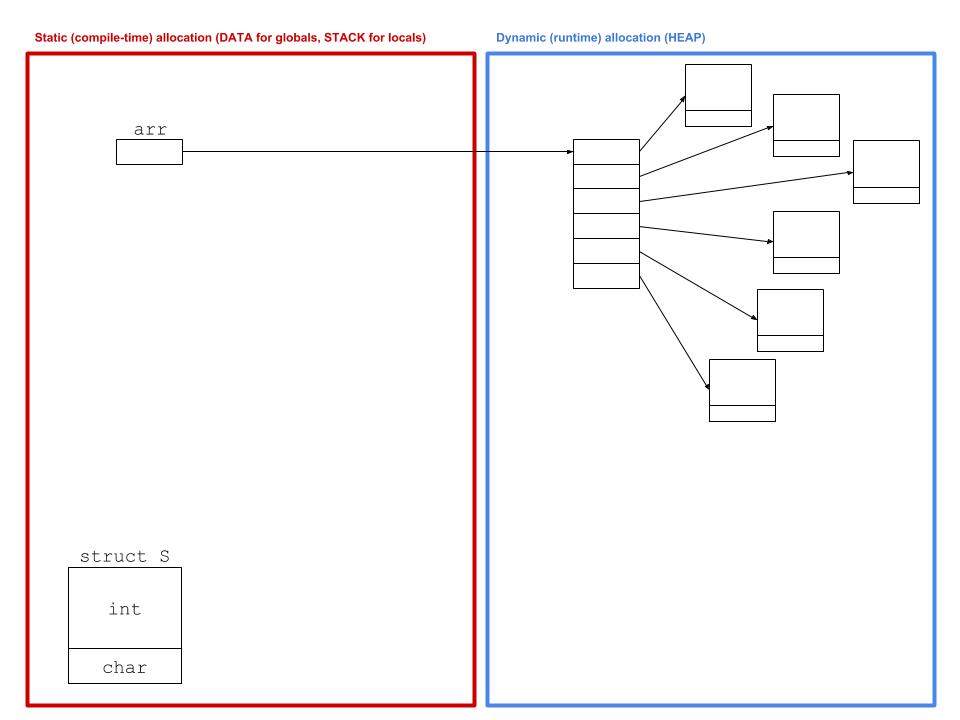 Static (compile-time) allocation (DATA for globals, STACK for locals)
Dynamic (runtime) allocation (HEAP)
arr
struct S
int
char